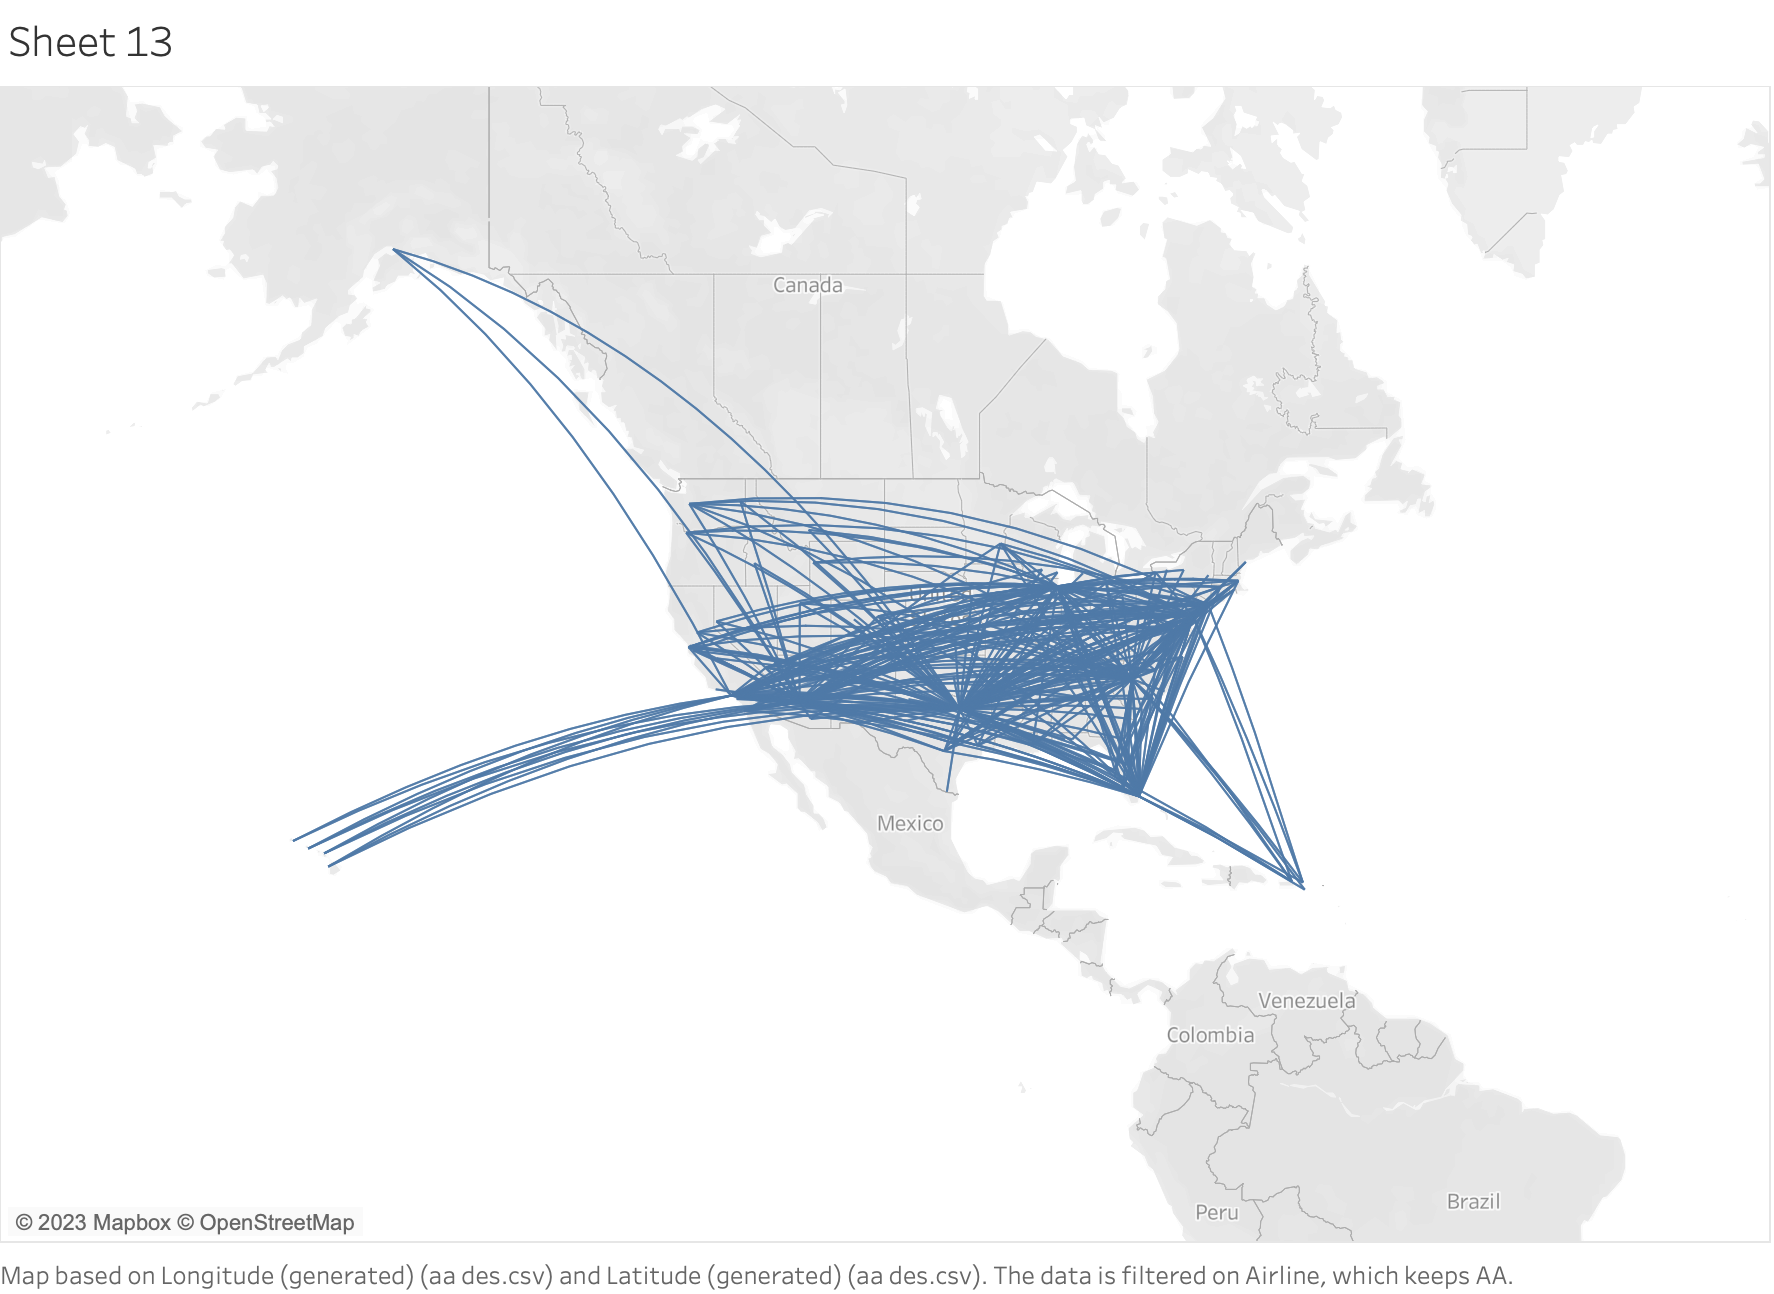 Sheet 13
Canada
Mexico
Venezuela
Colombia
Peru
Brazil
© 2023 Mapbox © OpenStreetMap
Map based on Longitude (generated) (aa des.csv) and Latitude (generated) (aa des.csv). The data is filtered on Airline, which keeps AA.